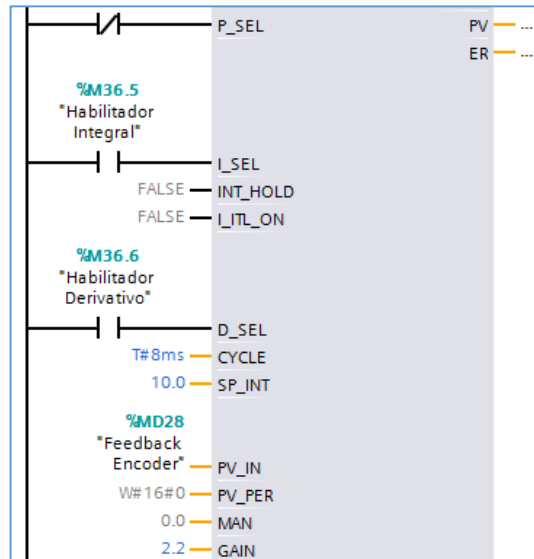 P_SEL PV ...
ER ...
%M36.5
"Habilitador
Integral"
I_SEL
FALSE INT_HOLD
FALSE I_ITL_ON
%M36.6
"Habilitador
Derivativo"
D_SEL
T#8ms CYCLE
10.0 SP_INT
%MD28
"Feedback
Encoder" PV_IN
W#16#0 PV_PER
0.0 MAN
2.2 GAIN